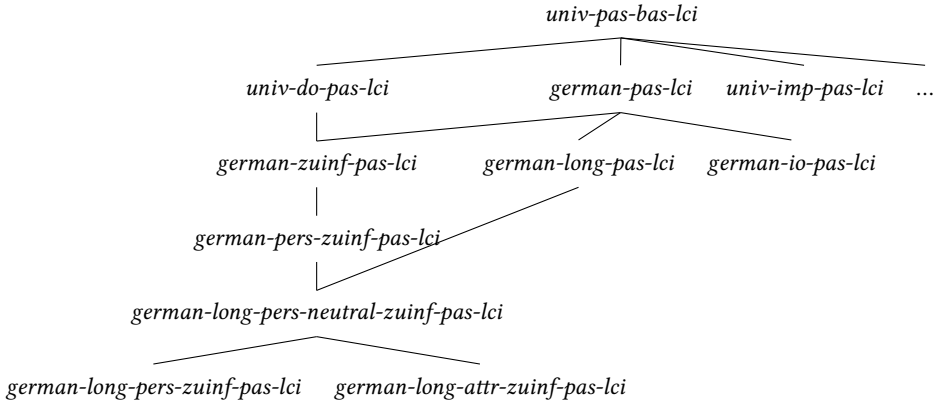 univ-pas-bas-lci
univ-do-pas-lci german-pas-lci univ-imp-pas-lci ...
german-zuinf-pas-lci german-long-pas-lci german-io-pas-lci
german-pers-zuinf-pas-lci
german-long-pers-neutral-zuinf-pas-lci
german-long-pers-zuinf-pas-lci german-long-attr-zuinf-pas-lci